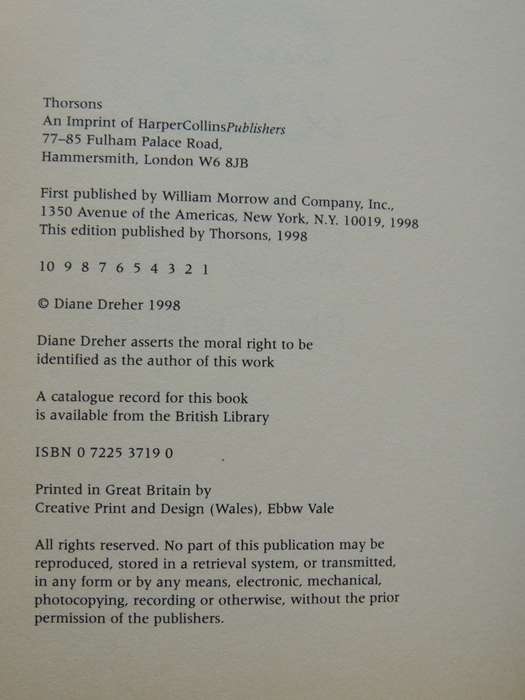 Thorsons
An Imprint of HarperCollinsPublishers
77–85 Fulham Palace Road,
Hammersmith, London W6 8JB
First published by William Morrow and Company, Inc.,
1350 Avenue of the Americas, New York, N.Y. 10019, 1998
This edition published by Thorsons, 1998
10 9 8 7 6 5 4 3 2 1
© Diane Dreher 1998
Diane Dreher asserts the moral right to be
identified as the author of this work
A catalogue record for this book
is available from the British Library
ISBN 0 7225 3719 0
Printed in Great Britain by
Creative Print and Design (Wales), Ebbw Vale
All rights reserved. No part of this publication may be
reproduced, stored in a retrieval system, or transmitted,
in any form or by any means, electronic, mechanical,
photocopying, recording or otherwise, without the prior
permission of the publishers.